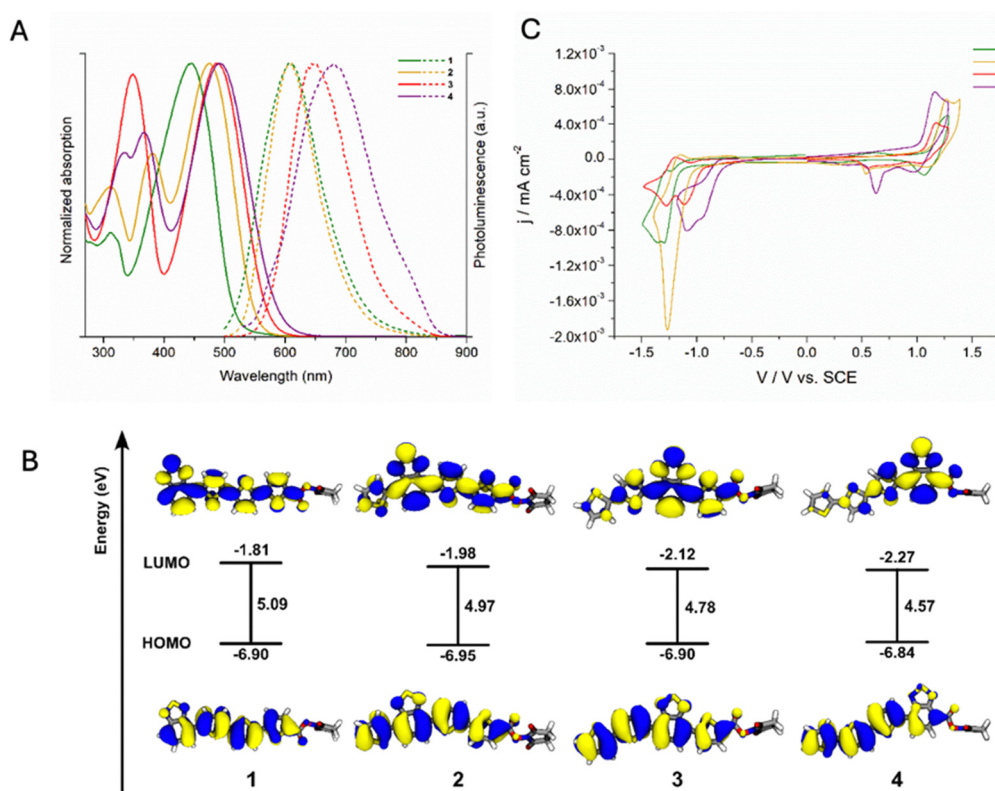 A
Normalized absorption
Photoluminescence (a.u.)
1
2
3
4
300 400 500 600 700 800 900
Wavelength (nm)
C
j / mA cm⁻²
1.2x10⁻³
8.0x10⁻⁴
4.0x10⁻⁴
0.0
-4.0x10⁻⁴
-8.0x10⁻⁴
-1.2x10⁻³
-1.6x10⁻³
-2.0x10⁻³
-1.5 -1.0 -0.5 0.0 0.5 1.0 1.5
V / V vs. SCE
B
Energy (eV)
LUMO
-1.81 -1.98 -2.12 -2.27
5.09 4.97 4.78 4.57
HOMO
-6.90 -6.95 -6.90 -6.84
1 2 3 4